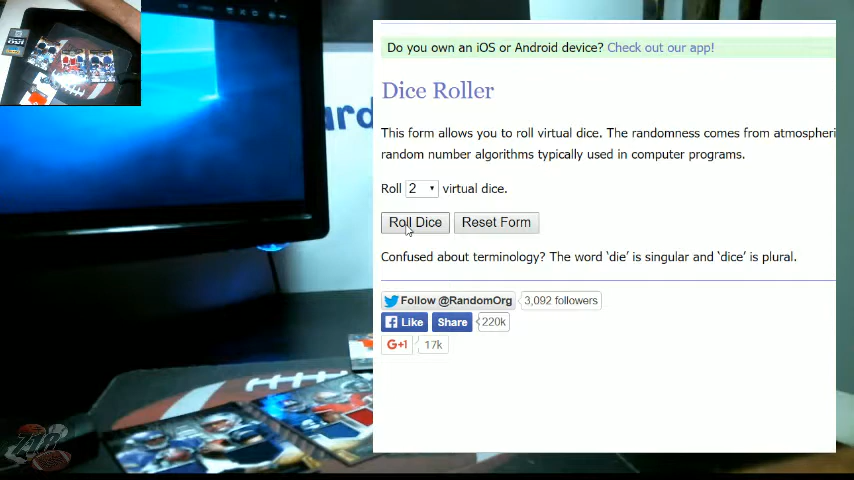 Do you own an iOS or Android device? Check out our app!
Dice Roller
This form allows you to roll virtual dice. The randomness comes from atmospheri
random number algorithms typically used in computer programs.
Roll 2 virtual dice.
Roll Dice Reset Form
Confused about terminology? The word ‘die’ is singular and ‘dice’ is plural.
Follow @RandomOrg 3,092 followers
Like Share 220k
G+1 17k
ard